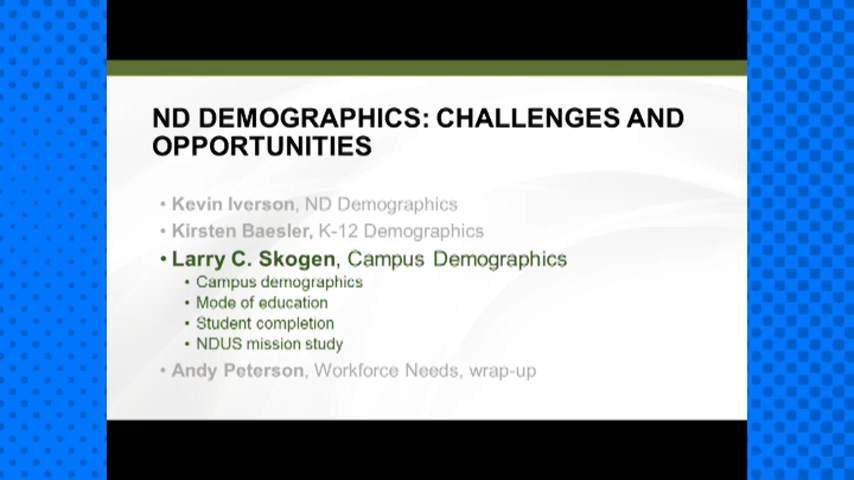 ND DEMOGRAPHICS: CHALLENGES AND
OPPORTUNITIES
• Kevin Iverson, ND Demographics
• Kirsten Baesler, K-12 Demographics
• Larry C. Skogen, Campus Demographics
• Campus demographics
• Mode of education
• Student completion
• NDUS mission study
• Andy Peterson, Workforce Needs, wrap-up